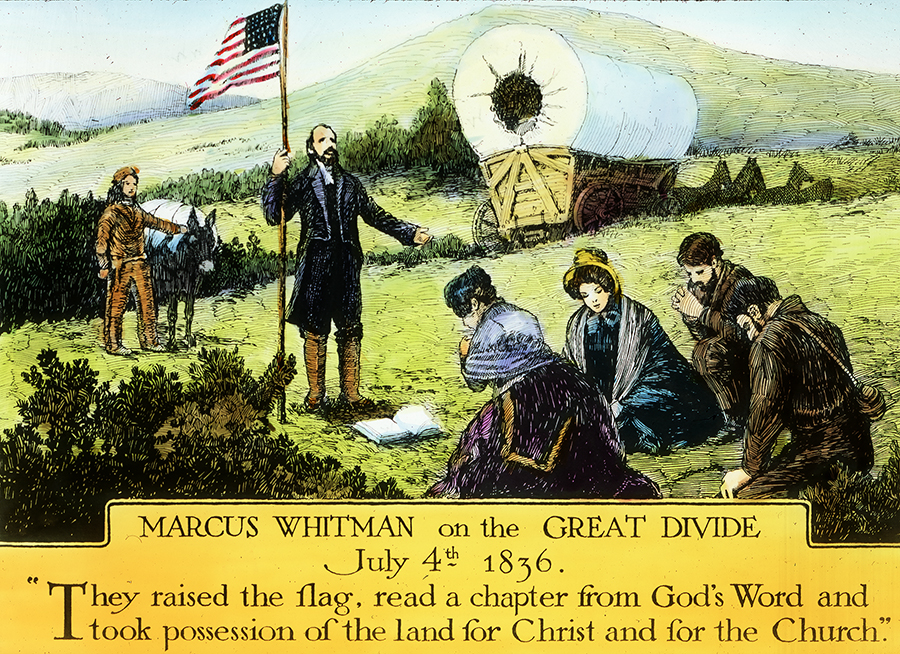 MARCUS WHITMAN on the GREAT DIVIDE
July 4th 1836.
"They raised the flag, read a chapter from God's Word and
took possession of the land for Christ and for the Church."